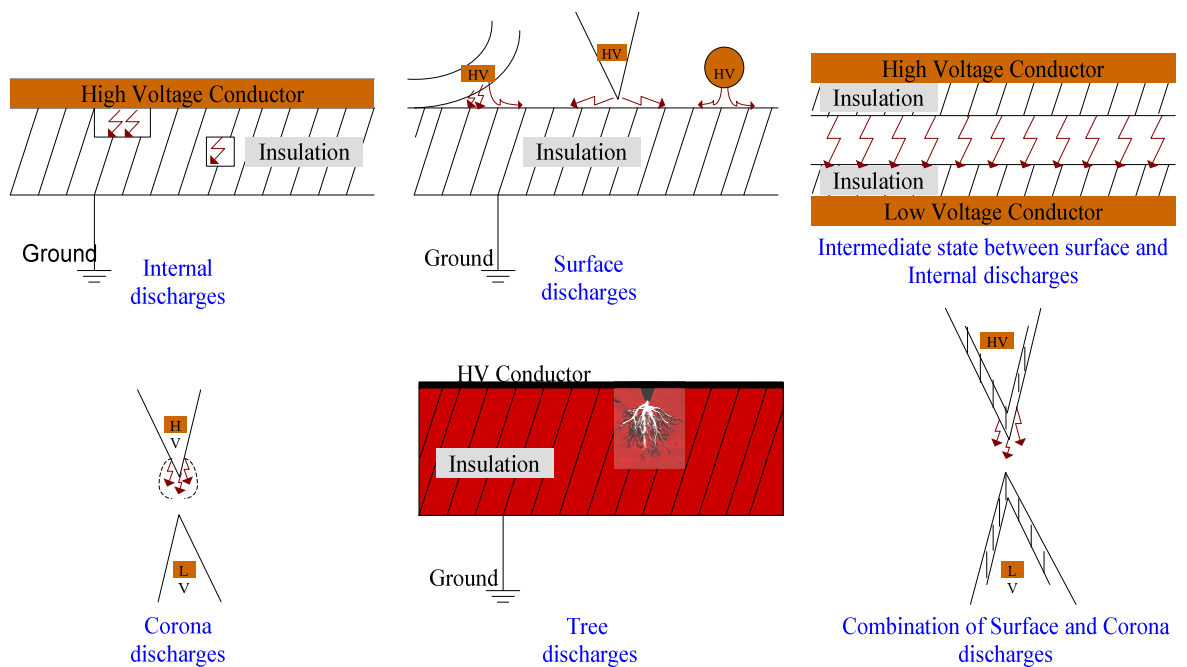 High Voltage Conductor
Insulation
Ground
Internal
discharges
HV
HV
HV
Insulation
Ground
Surface
discharges
High Voltage Conductor
Insulation
Insulation
Low Voltage Conductor
Intermediate state between surface and
Internal discharges
H
V
L
V
Corona
discharges
HV Conductor
Insulation
Ground
Tree
discharges
HV
L
V
Combination of Surface and Corona
discharges